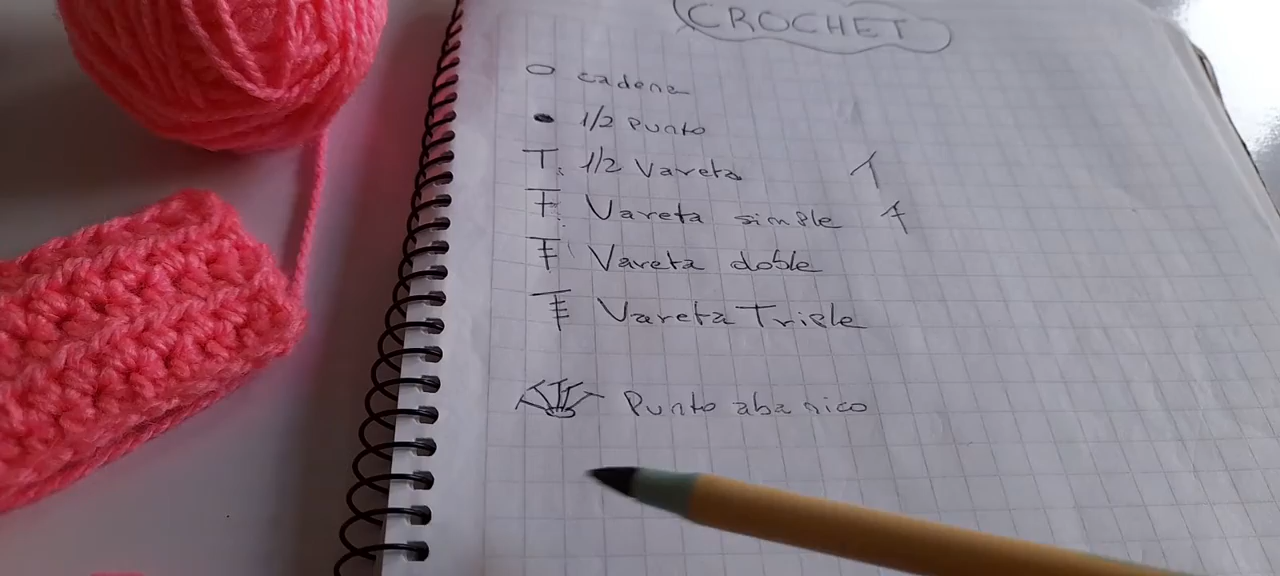 CROCHET
cadena
1/2 Punto
1/2 Vareta
Vareta simple
Vareta doble
Vareta Triple
Punto abanico